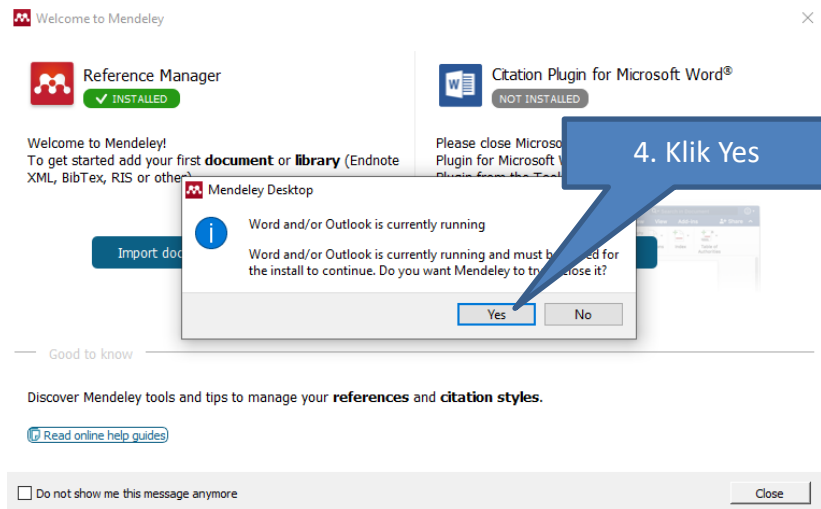 Welcome to Mendeley
Reference Manager
INSTALLED
Welcome to Mendeley!
To get started add your first document or library (Endnote
XML, BibTex, RIS or other)
Import doc
Citation Plugin for Microsoft Word®
NOT INSTALLED
Please close Microso
Plugin for Microsoft
Plugin from the Tool
4. Klik Yes
Mendeley Desktop
Word and/or Outlook is currently running
Word and/or Outlook is currently running and must b ed for
the install to continue. Do you want Mendeley to try lose it?
Yes
No
Good to know
Discover Mendeley tools and tips to manage your references and citation styles.
Read online help guides
Do not show me this message anymore
Close